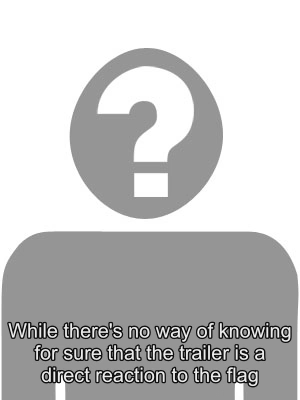 ?
While there's no way of knowing
for sure that the trailer is a
direct reaction to the flag